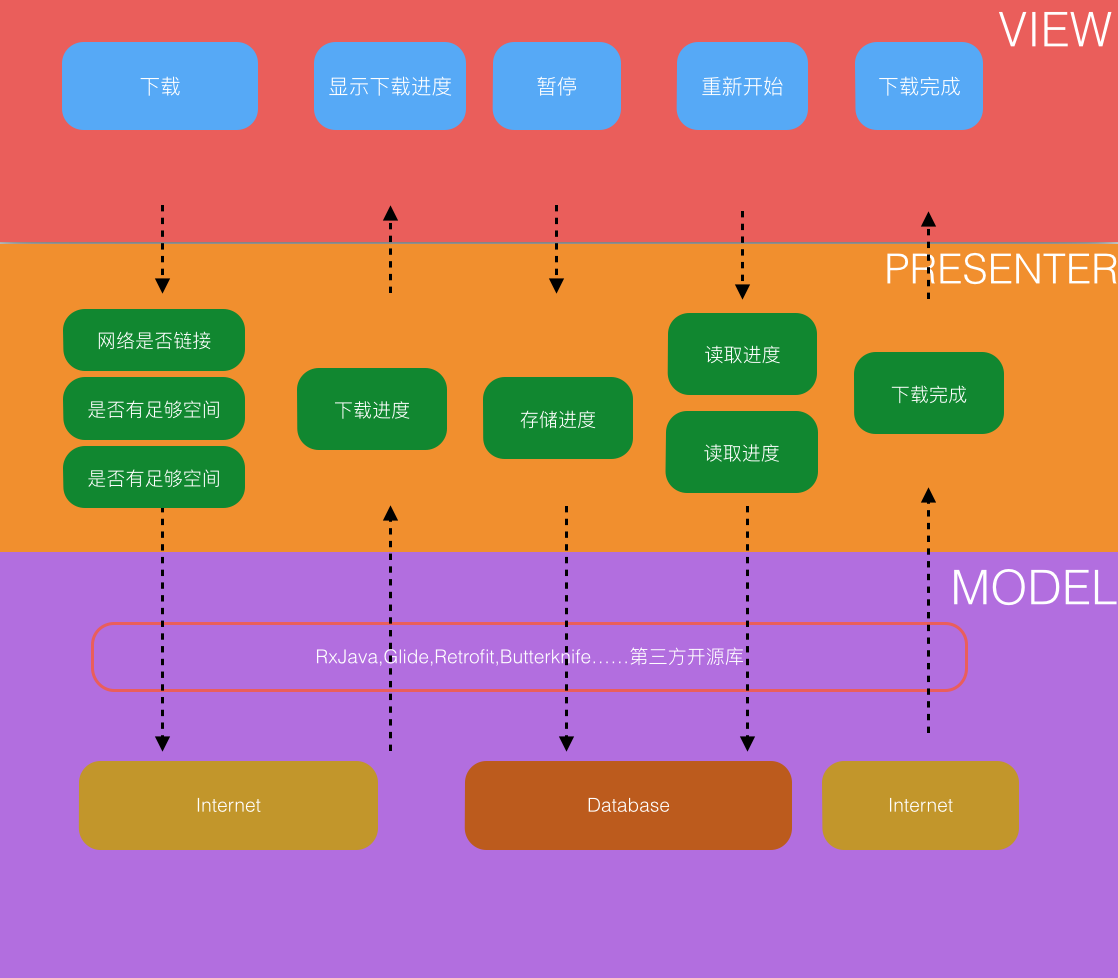 VIEW
下载
显示下载进度
暂停
重新开始
下载完成
PRESENTER
网络是否链接
是否有足够空间
是否有足够空间
下载进度
存储进度
读取进度
读取进度
下载完成
MODEL
RxJava,Glide,Retrofit,Butterknife……第三方开源库
Internet
Database
Internet